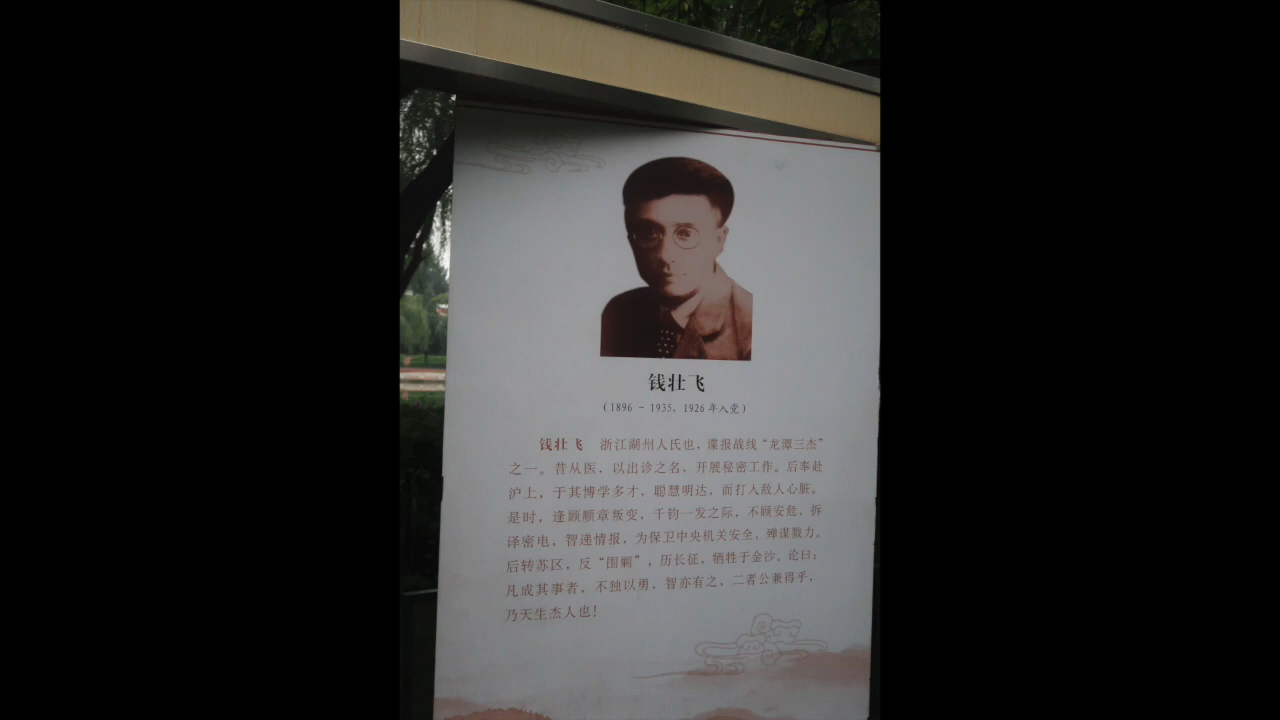 钱壮飞
(1896 - 1935, 1926年入党)
钱壮飞 浙江湖州人氏也，谍报战线“龙潭三杰”
之一。昔从医，以出诊之名，开展秘密工作。后奉赴
沪上，于其博学多才，聪慧明达，而打入敌人心脏。
是时，逢顾顺章叛变，千钧一发之际，不顾安危，拆
译密电，智递情报，为保卫中央机关安全，殚谋戮力。
后转苏区，反“围剿”，历长征，牺牲于金沙。论曰：
凡成其事者，不独以勇，智亦有之，二者公兼得乎，
乃天生杰人也！